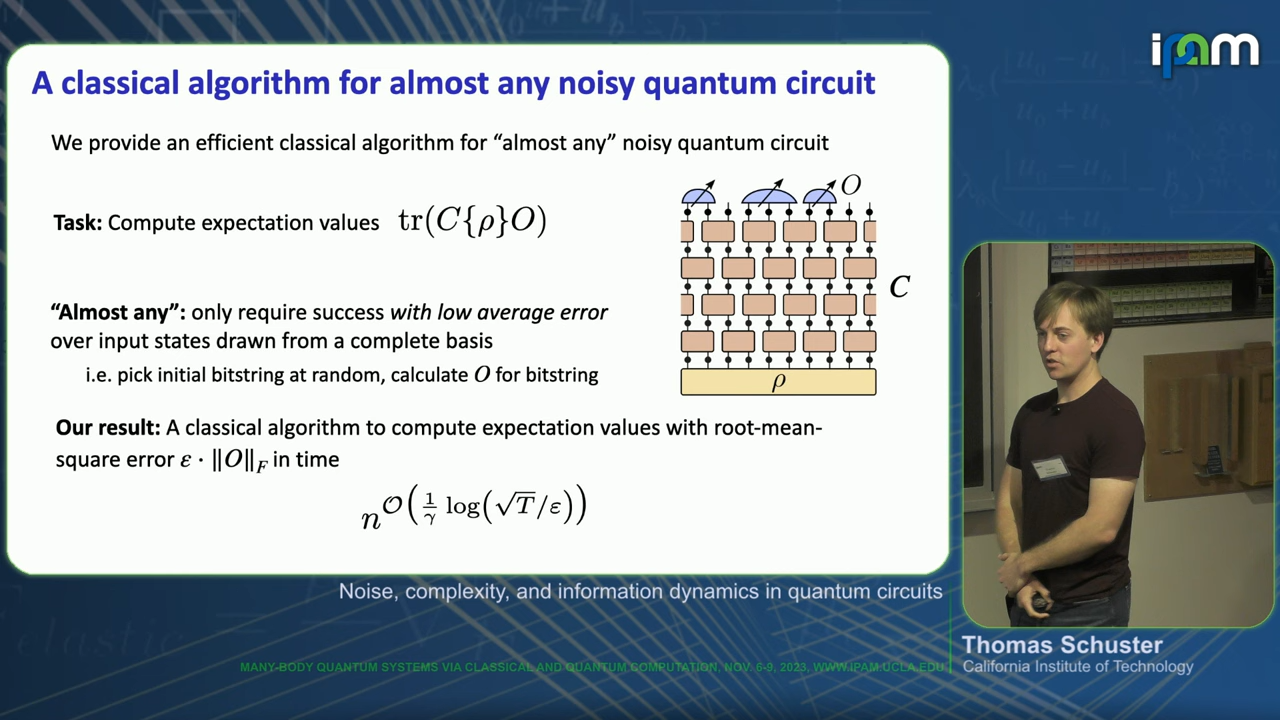 ipam
A classical algorithm for almost any noisy quantum circuit
We provide an efficient classical algorithm for “almost any” noisy quantum circuit
Task: Compute expectation values tr(C{ρ}O)
O
C
ρ
“Almost any”: only require success with low average error
over input states drawn from a complete basis
i.e. pick initial bitstring at random, calculate O for bitstring
Our result: A classical algorithm to compute expectation values with root-mean-
square error ε · ‖O‖_F in time
n^{𝒪(1/γ log(√T/ε))}
Noise, complexity, and information dynamics in quantum circuits
Thomas Schuster
California Institute of Technology
MANY-BODY QUANTUM SYSTEMS VIA CLASSICAL AND QUANTUM COMPUTATION, NOV. 6-9, 2023, WWW.IPAM.UCLA.EDU
elastic